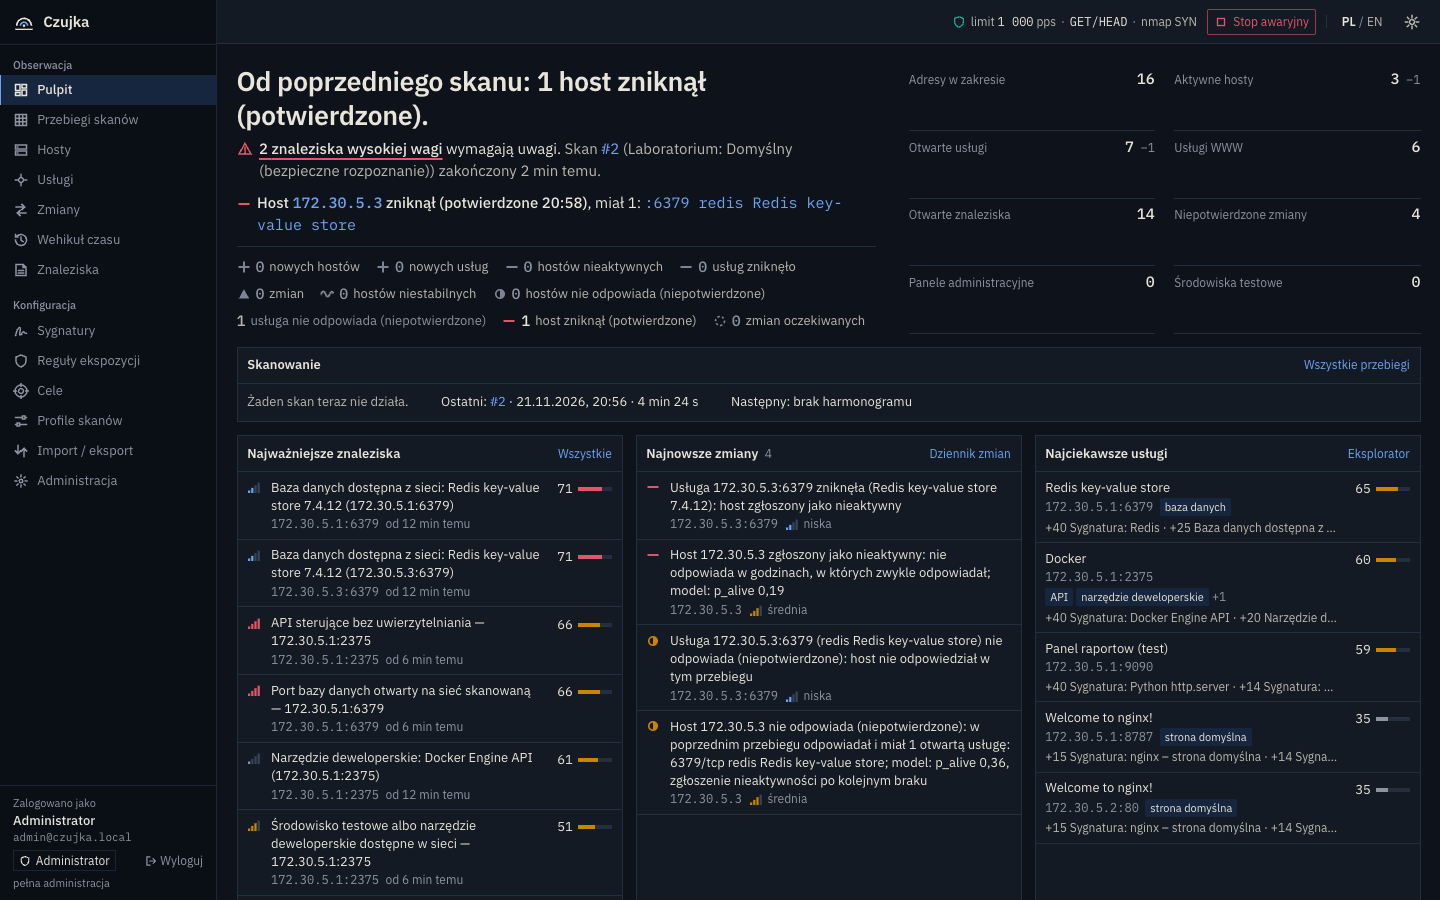 Czujka
limit 1 000 pps · GET/HEAD · nmap SYN
Stop awaryjny
PL / EN
Obserwacja
Pulpit
Przebiegi skanów
Hosty
Usługi
Zmiany
Wehikuł czasu
Znaleziska
Konfiguracja
Sygnatury
Reguły ekspozycji
Cele
Profile skanów
Import / eksport
Administracja
Zalogowano jako
Administrator
admin@czujka.local
Administrator
Wyloguj
pełna administracja
Od poprzedniego skanu: 1 host zniknął
(potwierdzone).
2 znaleziska wysokiej wagi wymagają uwagi. Skan #2 (Laboratorium: Domyślny
(bezpieczne rozpoznanie)) zakończony 2 min temu.
Host 172.30.5.3 zniknął (potwierdzone 20:58), miał 1: :6379 redis Redis key-
value store
0 nowych hostów
0 nowych usług
0 hostów nieaktywnych
0 usług zniknęło
0 zmian
0 hostów niestabilnych
0 hostów nie odpowiada (niepotwierdzone)
1 usługa nie odpowiada (niepotwierdzone)
1 host zniknął (potwierdzone)
0 zmian oczekiwanych
Adresy w zakresie 16
Aktywne hosty 3 −1
Otwarte usługi 7 −1
Usługi WWW 6
Otwarte znaleziska 14
Niepotwierdzone zmiany 4
Panele administracyjne 0
Środowiska testowe 0
Skanowanie
Wszystkie przebiegi
Żaden skan teraz nie działa.
Ostatni: #2 · 21.11.2026, 20:56 · 4 min 24 s
Następny: brak harmonogramu
Najważniejsze znaleziska
Wszystkie
Baza danych dostępna z sieci: Redis key-value
store 7.4.12 (172.30.5.1:6379)
71
172.30.5.1:6379 od 12 min temu
Baza danych dostępna z sieci: Redis key-value
store 7.4.12 (172.30.5.3:6379)
71
172.30.5.3:6379 od 12 min temu
API sterujące bez uwierzytelniania —
172.30.5.1:2375
66
172.30.5.1:2375 od 6 min temu
Port bazy danych otwarty na sieć skanowaną
— 172.30.5.1:6379
66
172.30.5.1:6379 od 6 min temu
Narzędzie deweloperskie: Docker Engine API
(172.30.5.1:2375)
61
172.30.5.1:2375 od 12 min temu
Środowisko testowe albo narzędzie
deweloperskie dostępne w sieci —
172.30.5.1:2375
51
172.30.5.1:2375 od 6 min temu
Najnowsze zmiany 4
Dziennik zmian
Usługa 172.30.5.3:6379 zniknęła (Redis key-value store
7.4.12): host zgłoszony jako nieaktywny
172.30.5.3:6379 niska
Host 172.30.5.3 zgłoszony jako nieaktywny: nie
odpowiada w godzinach, w których zwykle odpowiadał;
model: p_alive 0,19
172.30.5.3 średnia
Usługa 172.30.5.3:6379 (redis Redis key-value store) nie
odpowiada (niepotwierdzone): host nie odpowiedział w
tym przebiegu
172.30.5.3:6379 niska
Host 172.30.5.3 nie odpowiada (niepotwierdzone): w
poprzednim przebiegu odpowiadał i miał 1 otwartą usługę:
6379/tcp redis Redis key-value store; model: p_alive 0,36,
zgłoszenie nieaktywności po kolejnym braku
172.30.5.3 średnia
Najciekawsze usługi
Eksplorator
Redis key-value store
65
172.30.5.1:6379 baza danych
+40 Sygnatura: Redis · +25 Baza danych dostępna z ...
Docker
60
172.30.5.1:2375
API narzędzie deweloperskie +1
+40 Sygnatura: Docker Engine API · +20 Narzędzie d...
Panel raportow (test)
59
172.30.5.1:9090
+40 Sygnatura: Python http.server · +14 Sygnatura: ...
Welcome to nginx!
35
172.30.5.1:8787 strona domyślna
+15 Sygnatura: nginx – strona domyślna · +14 Sygna...
Welcome to nginx!
35
172.30.5.2:80 strona domyślna
+15 Sygnatura: nginx – strona domyślna · +14 Sygna...